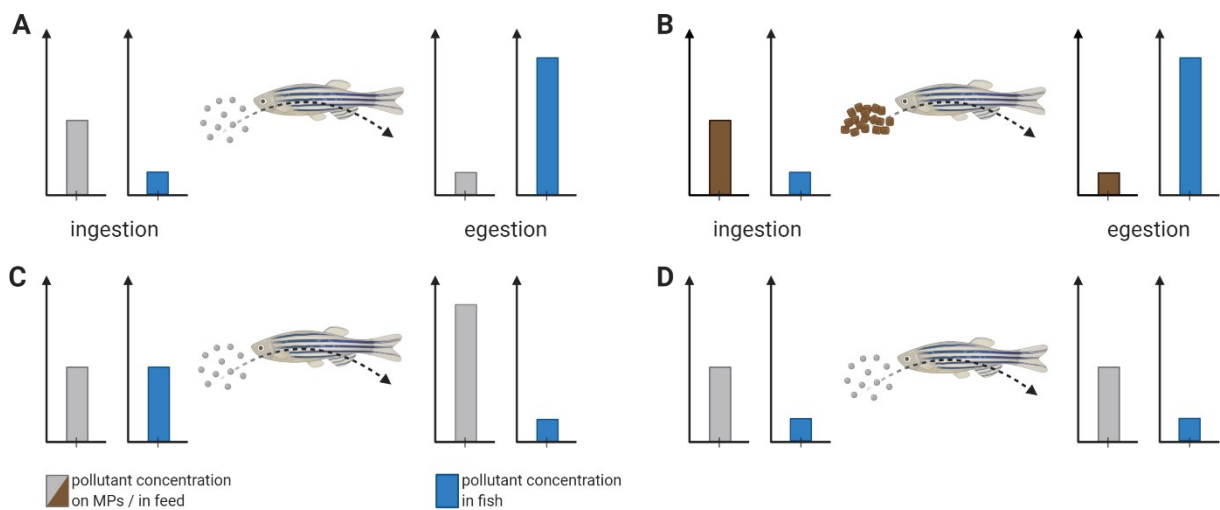 A
B
ingestion
egestion
ingestion
egestion
C
D
pollutant concentration
on MPs / in feed
pollutant concentration
in fish